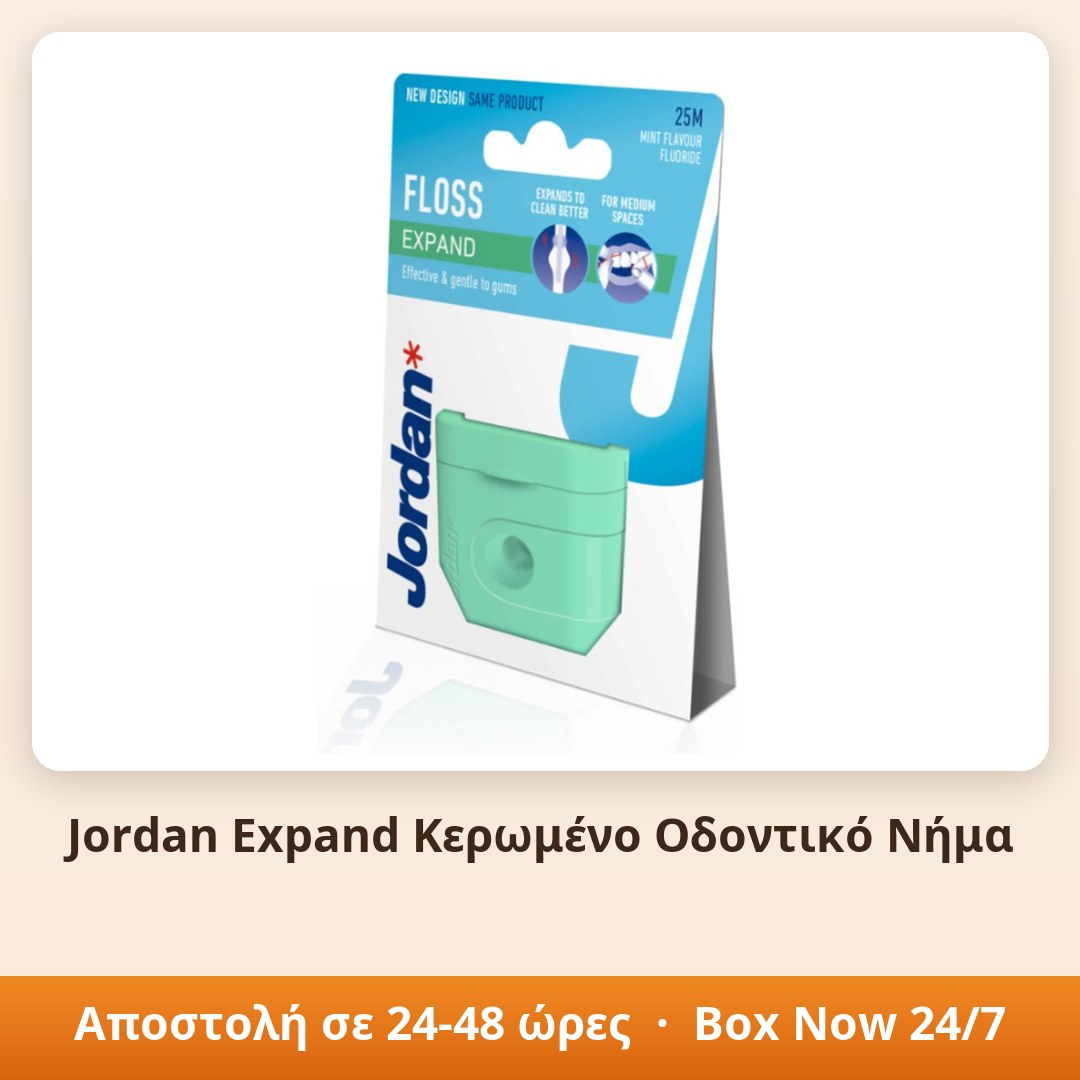 NEW DESIGN SAME PRODUCT
25M
MINT FLAVOUR
FLUORIDE
FLOSS
EXPAND
Effective & gentle to gums
EXPANDS TO
CLEAN BETTER
FOR MEDIUM
SPACES
Jordan*
Jordan Expand Κερωμένο Οδοντικό Νήμα
Αποστολή σε 24-48 ώρες · Box Now 24/7